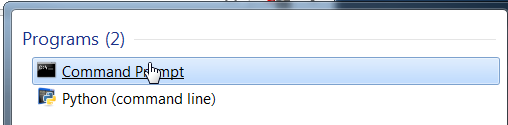 Programs (2)
Command Prompt
Python (command line)